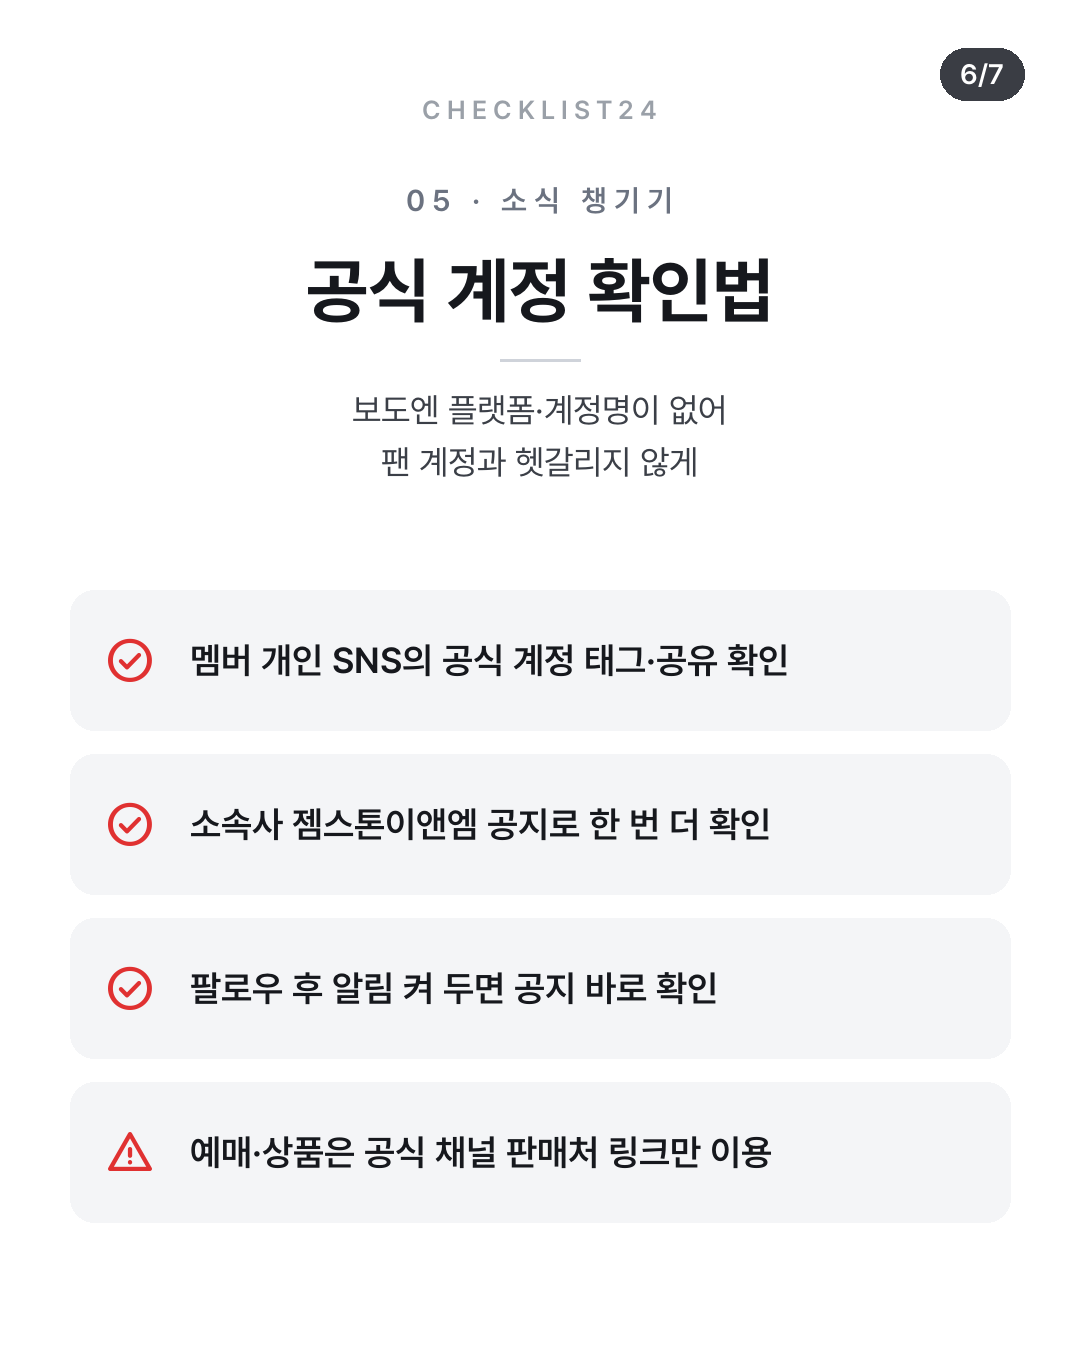 6/7
CHECKLIST24
05 · 소식 챙기기
공식 계정 확인법
보도엔 플랫폼·계정명이 없어
팬 계정과 헷갈리지 않게
멤버 개인 SNS의 공식 계정 태그·공유 확인
소속사 젬스톤이앤엠 공지로 한 번 더 확인
팔로우 후 알림 켜 두면 공지 바로 확인
예매·상품은 공식 채널 판매처 링크만 이용